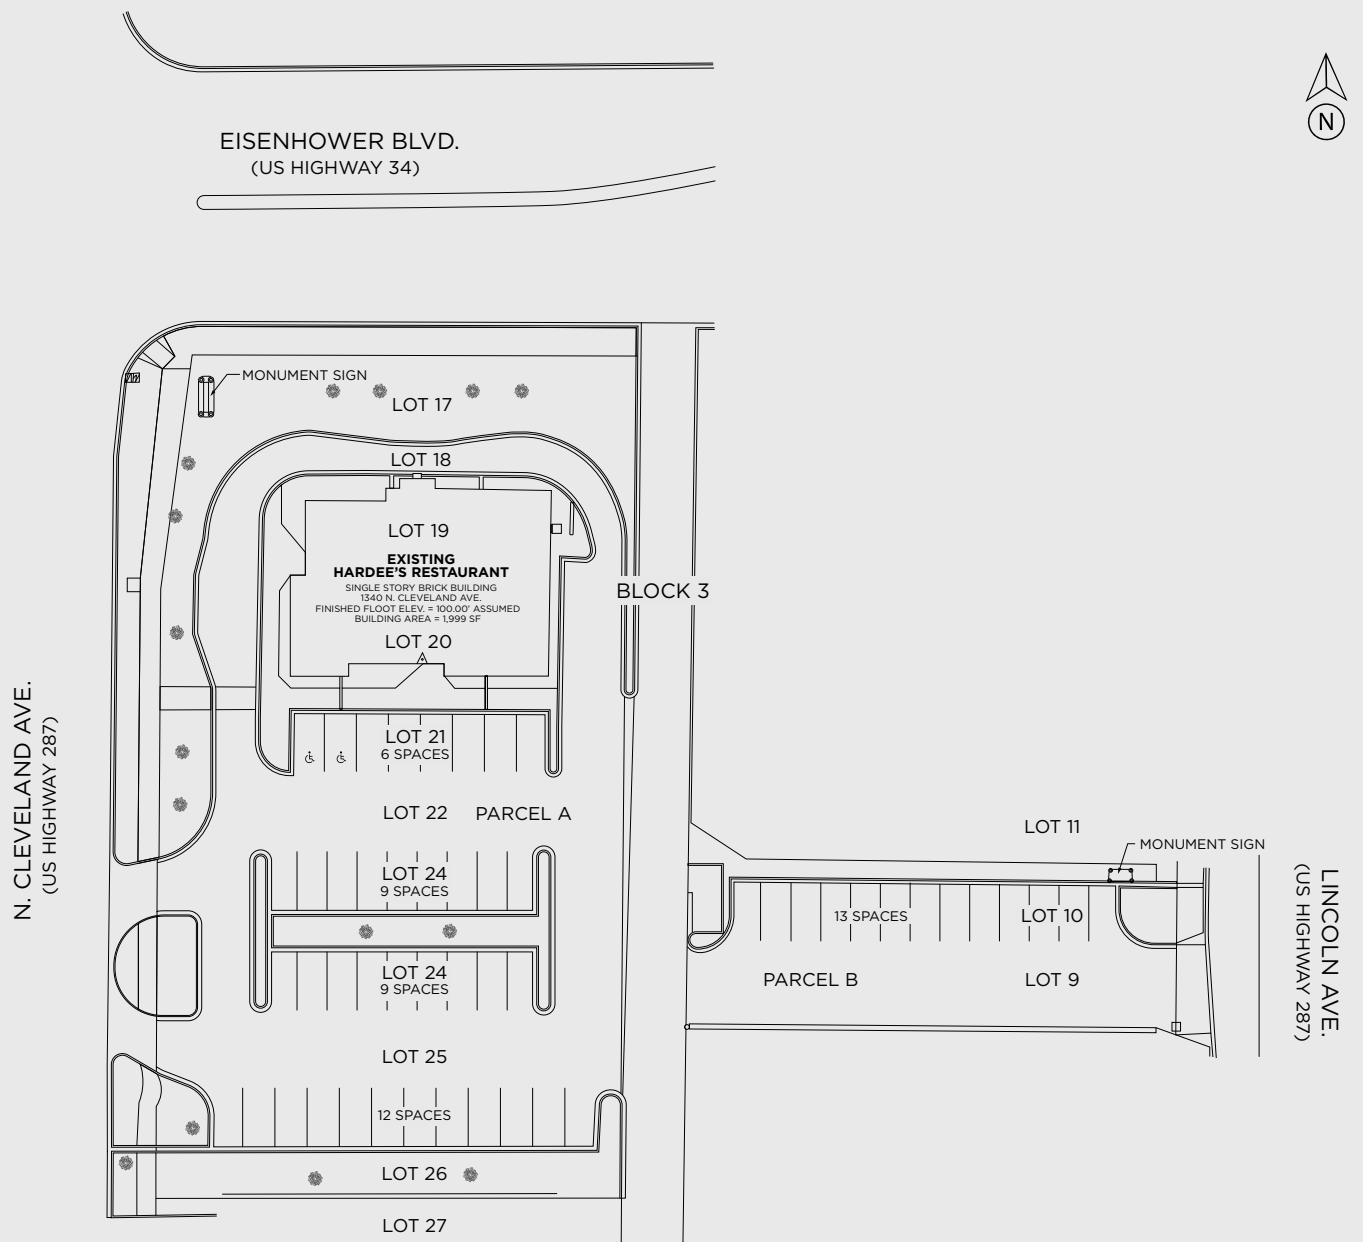 EISENHOWER BLVD.
(US HIGHWAY 34)
N
MONUMENT SIGN
LOT 17
LOT 18
LOT 19
EXISTING
HARDEE'S RESTAURANT
SINGLE STORY BRICK BUILDING
1340 N. CLEVELAND AVE.
FINISHED FLOOT ELEV. = 100.00' ASSUMED
BUILDING AREA = 1,999 SF
LOT 20
BLOCK 3
N. CLEVELAND AVE.
(US HIGHWAY 287)
LOT 21
6 SPACES
LOT 22
PARCEL A
LOT 24
9 SPACES
LOT 24
9 SPACES
LOT 25
12 SPACES
LOT 26
LOT 27
LOT 11
MONUMENT SIGN
13 SPACES
LOT 10
PARCEL B
LOT 9
LINCOLN AVE.
(US HIGHWAY 287)